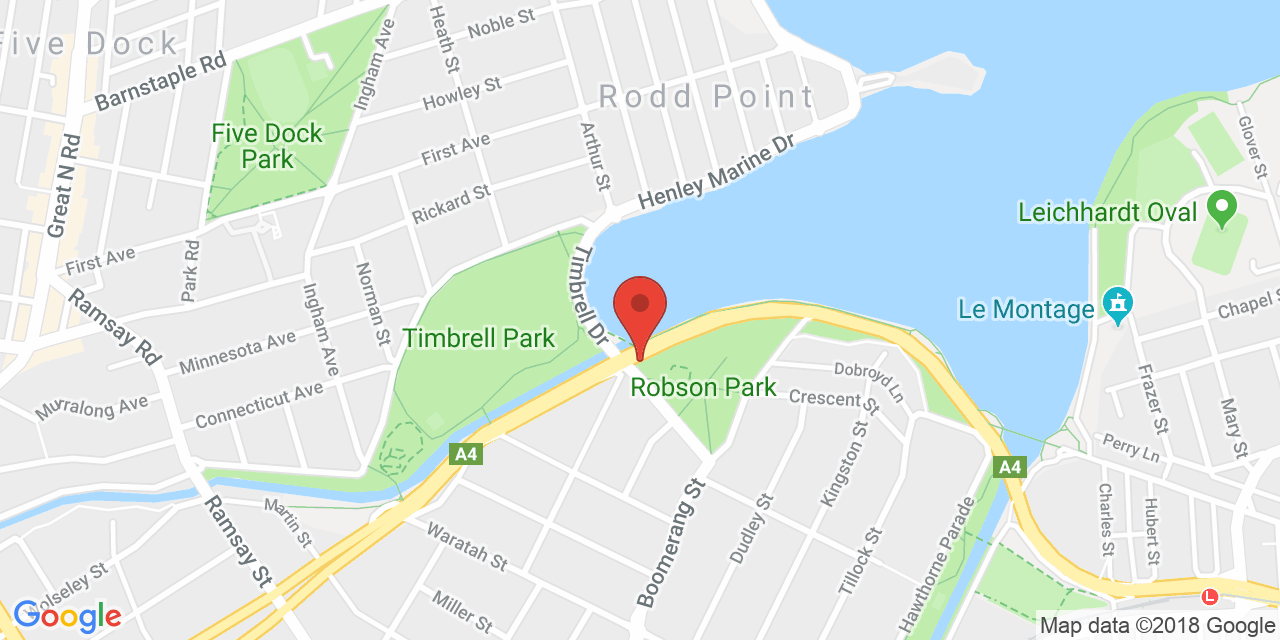 Five Dock
Barnstaple Rd
Ingham Ave
Heath St
Noble St
Howley St
Rodd Point
Five Dock
Park
First Ave
Arthur St
Henley Marine Dr
Great N Rd
Glover St
Rickard St
Leichhardt Oval
First Ave
Park Rd
Norman St
Ingham Ave
Timbrell Dr
Ramsay Rd
Le Montage
Chapel S
Minnesota Ave
Timbrell Park
Robson Park
Dobroyd Ln
Crescent St
Frazer St
Mary St
Murralong Ave
Connecticut Ave
Kingston St
Perry Ln
A4
A4
Ramsay St
Martin St
Waratah St
Boomerang St
Dudley St
Tillock St
Hawthorne Parade
Charles St
Hubert St
Wolseley St
Miller St
L
Google
Map data ©2018 Google